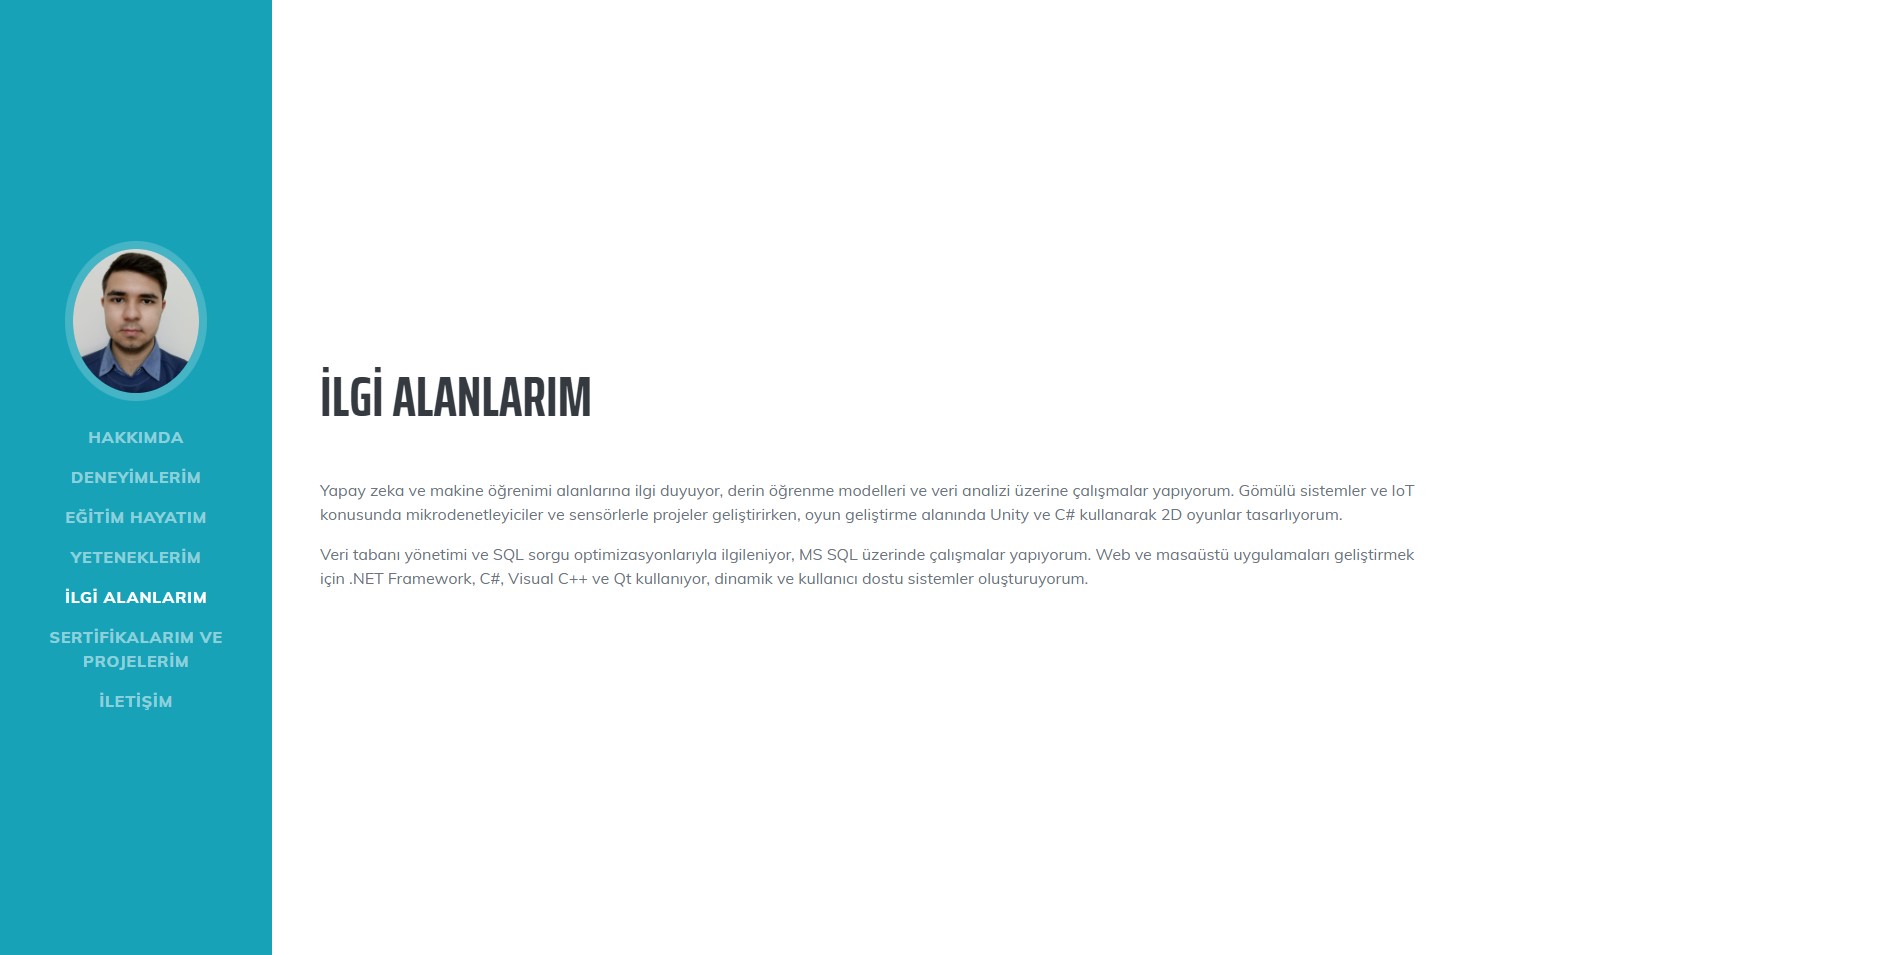 HAKKIMDA
DENEYİMLERİM
EĞİTİM HAYATIM
YETENEKLERİM
İLGİ ALANLARIM
SERTİFİKALARIM VE
PROJELERİM
İLETİŞİM
İLGİ ALANLARIM
Yapay zeka ve makine öğrenimi alanlarına ilgi duyuyor, derin öğrenme modelleri ve veri analizi üzerine çalışmalar yapıyorum. Gömülü sistemler ve IoT
konusunda mikrodenetleyiciler ve sensörlerle projeler geliştirirken, oyun geliştirme alanında Unity ve C# kullanarak 2D oyunlar tasarlıyorum.
Veri tabanı yönetimi ve SQL sorgu optimizasyonlarıyla ilgileniyor, MS SQL üzerinde çalışmalar yapıyorum. Web ve masaüstü uygulamaları geliştirmek
için .NET Framework, C#, Visual C++ ve Qt kullanıyor, dinamik ve kullanıcı dostu sistemler oluşturuyorum.